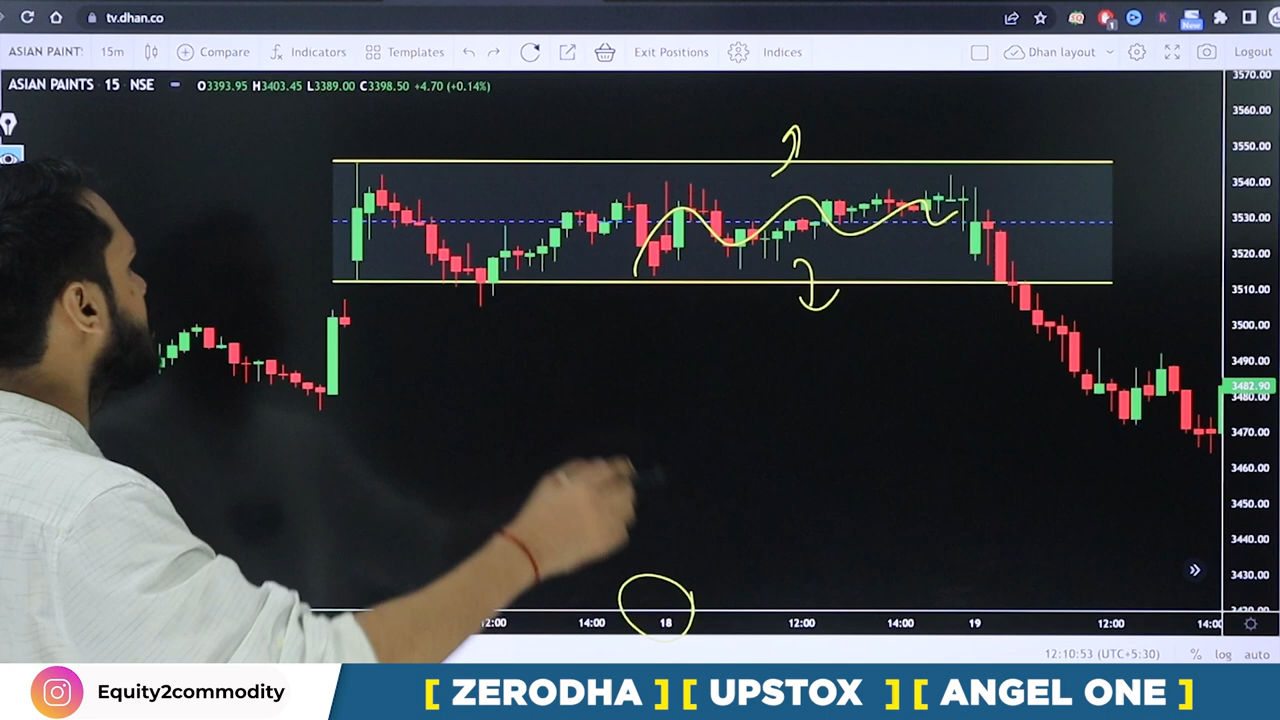 tv.dhan.co
New
1
ASIAN PAINT: 15m Compare Indicators Templates Exit Positions Indices Dhan layout Logout
ASIAN PAINTS · 15 · NSE O3393.95 H3403.45 L3389.00 C3398.50 +4.70 (+0.14%)
3570.00
3560.00
3550.00
3540.00
3530.00
3520.00
3510.00
3500.00
3490.00
3482.90
3480.00
3470.00
3460.00
3450.00
3440.00
3430.00
3420.00
12:00 14:00 18 12:00 14:00 19 12:00 14:00
12:10:53 (UTC+5:30) % log auto
Equity2commodity
[ ZERODHA ] [ UPSTOX ] [ ANGEL ONE ]